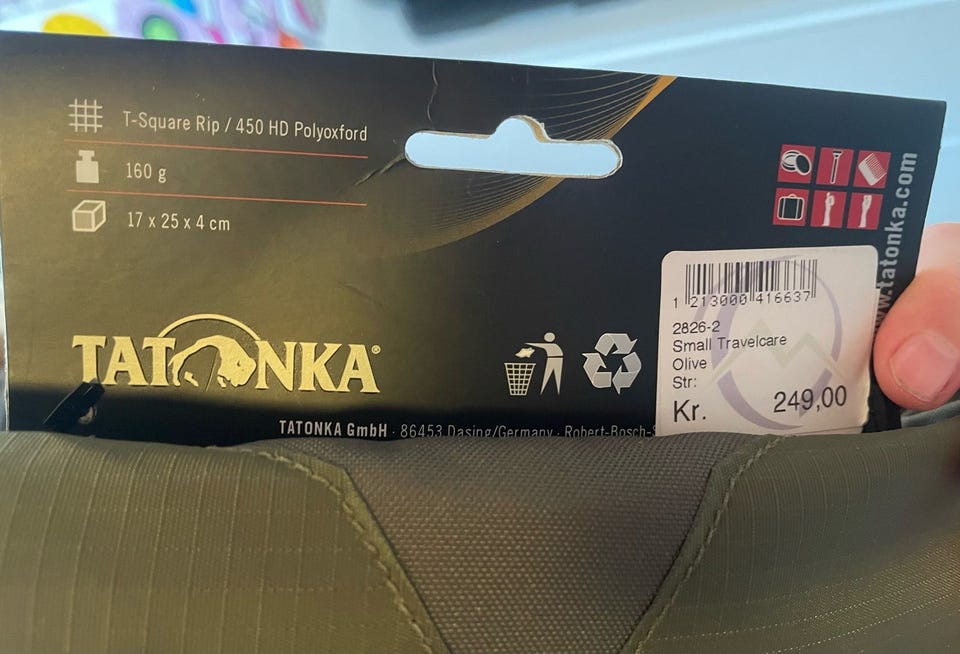 T-Square Rip / 450 HD Polyoxford
160 g
17 x 25 x 4 cm
TATONKA®
TATONKA GmbH · 86453 Dasing/Germany · Robert-Bosch-S
www.tatonka.com
1 213000 416637
2826-2
Small Travelcare
Olive
Str:
Kr. 249,00